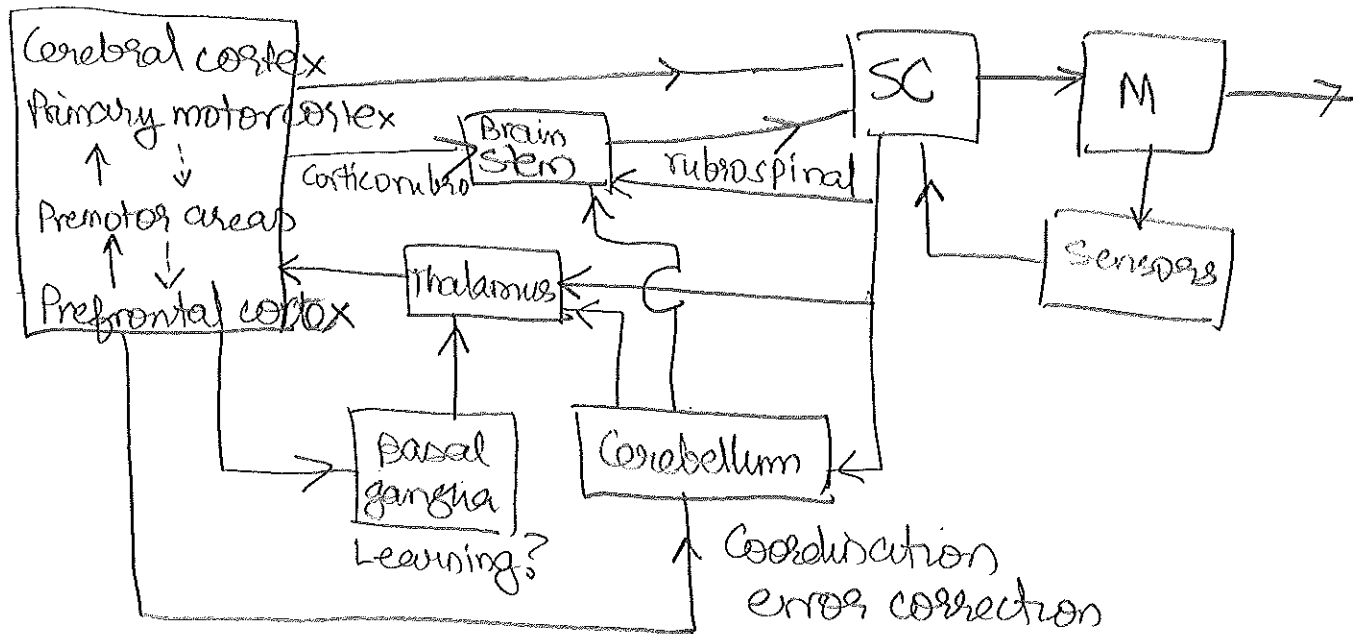 Cerebral cortex
Primary motor cortex
Premotor areas
Prefrontal cortex
Corticorubro
Brain
Stem
rubrospinal
SC
M
Sensors
Thalamus
Basal
ganglia
Learning?
Cerebellum
Coordination
error correction